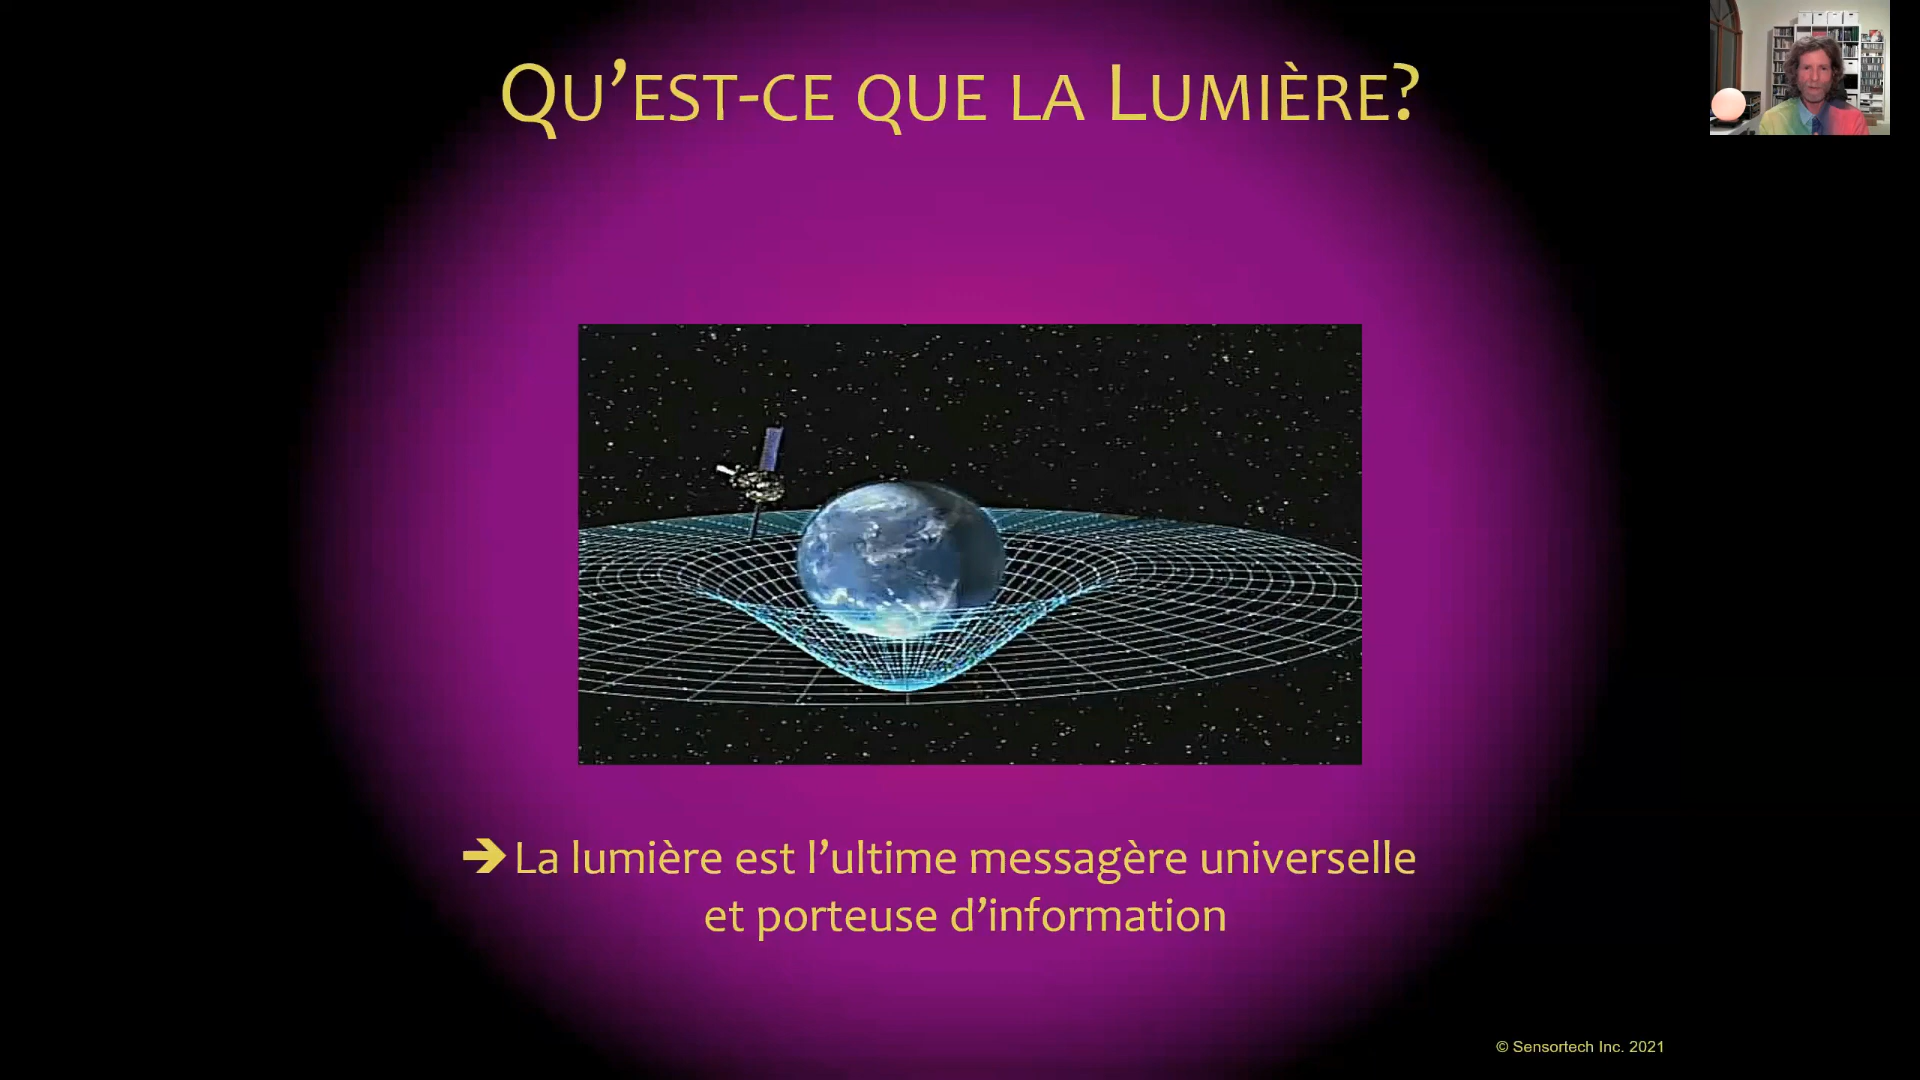 Qu’est-ce que la Lumière?
➔ La lumière est l’ultime messagère universelle
et porteuse d’information
© Sensortech Inc. 2021